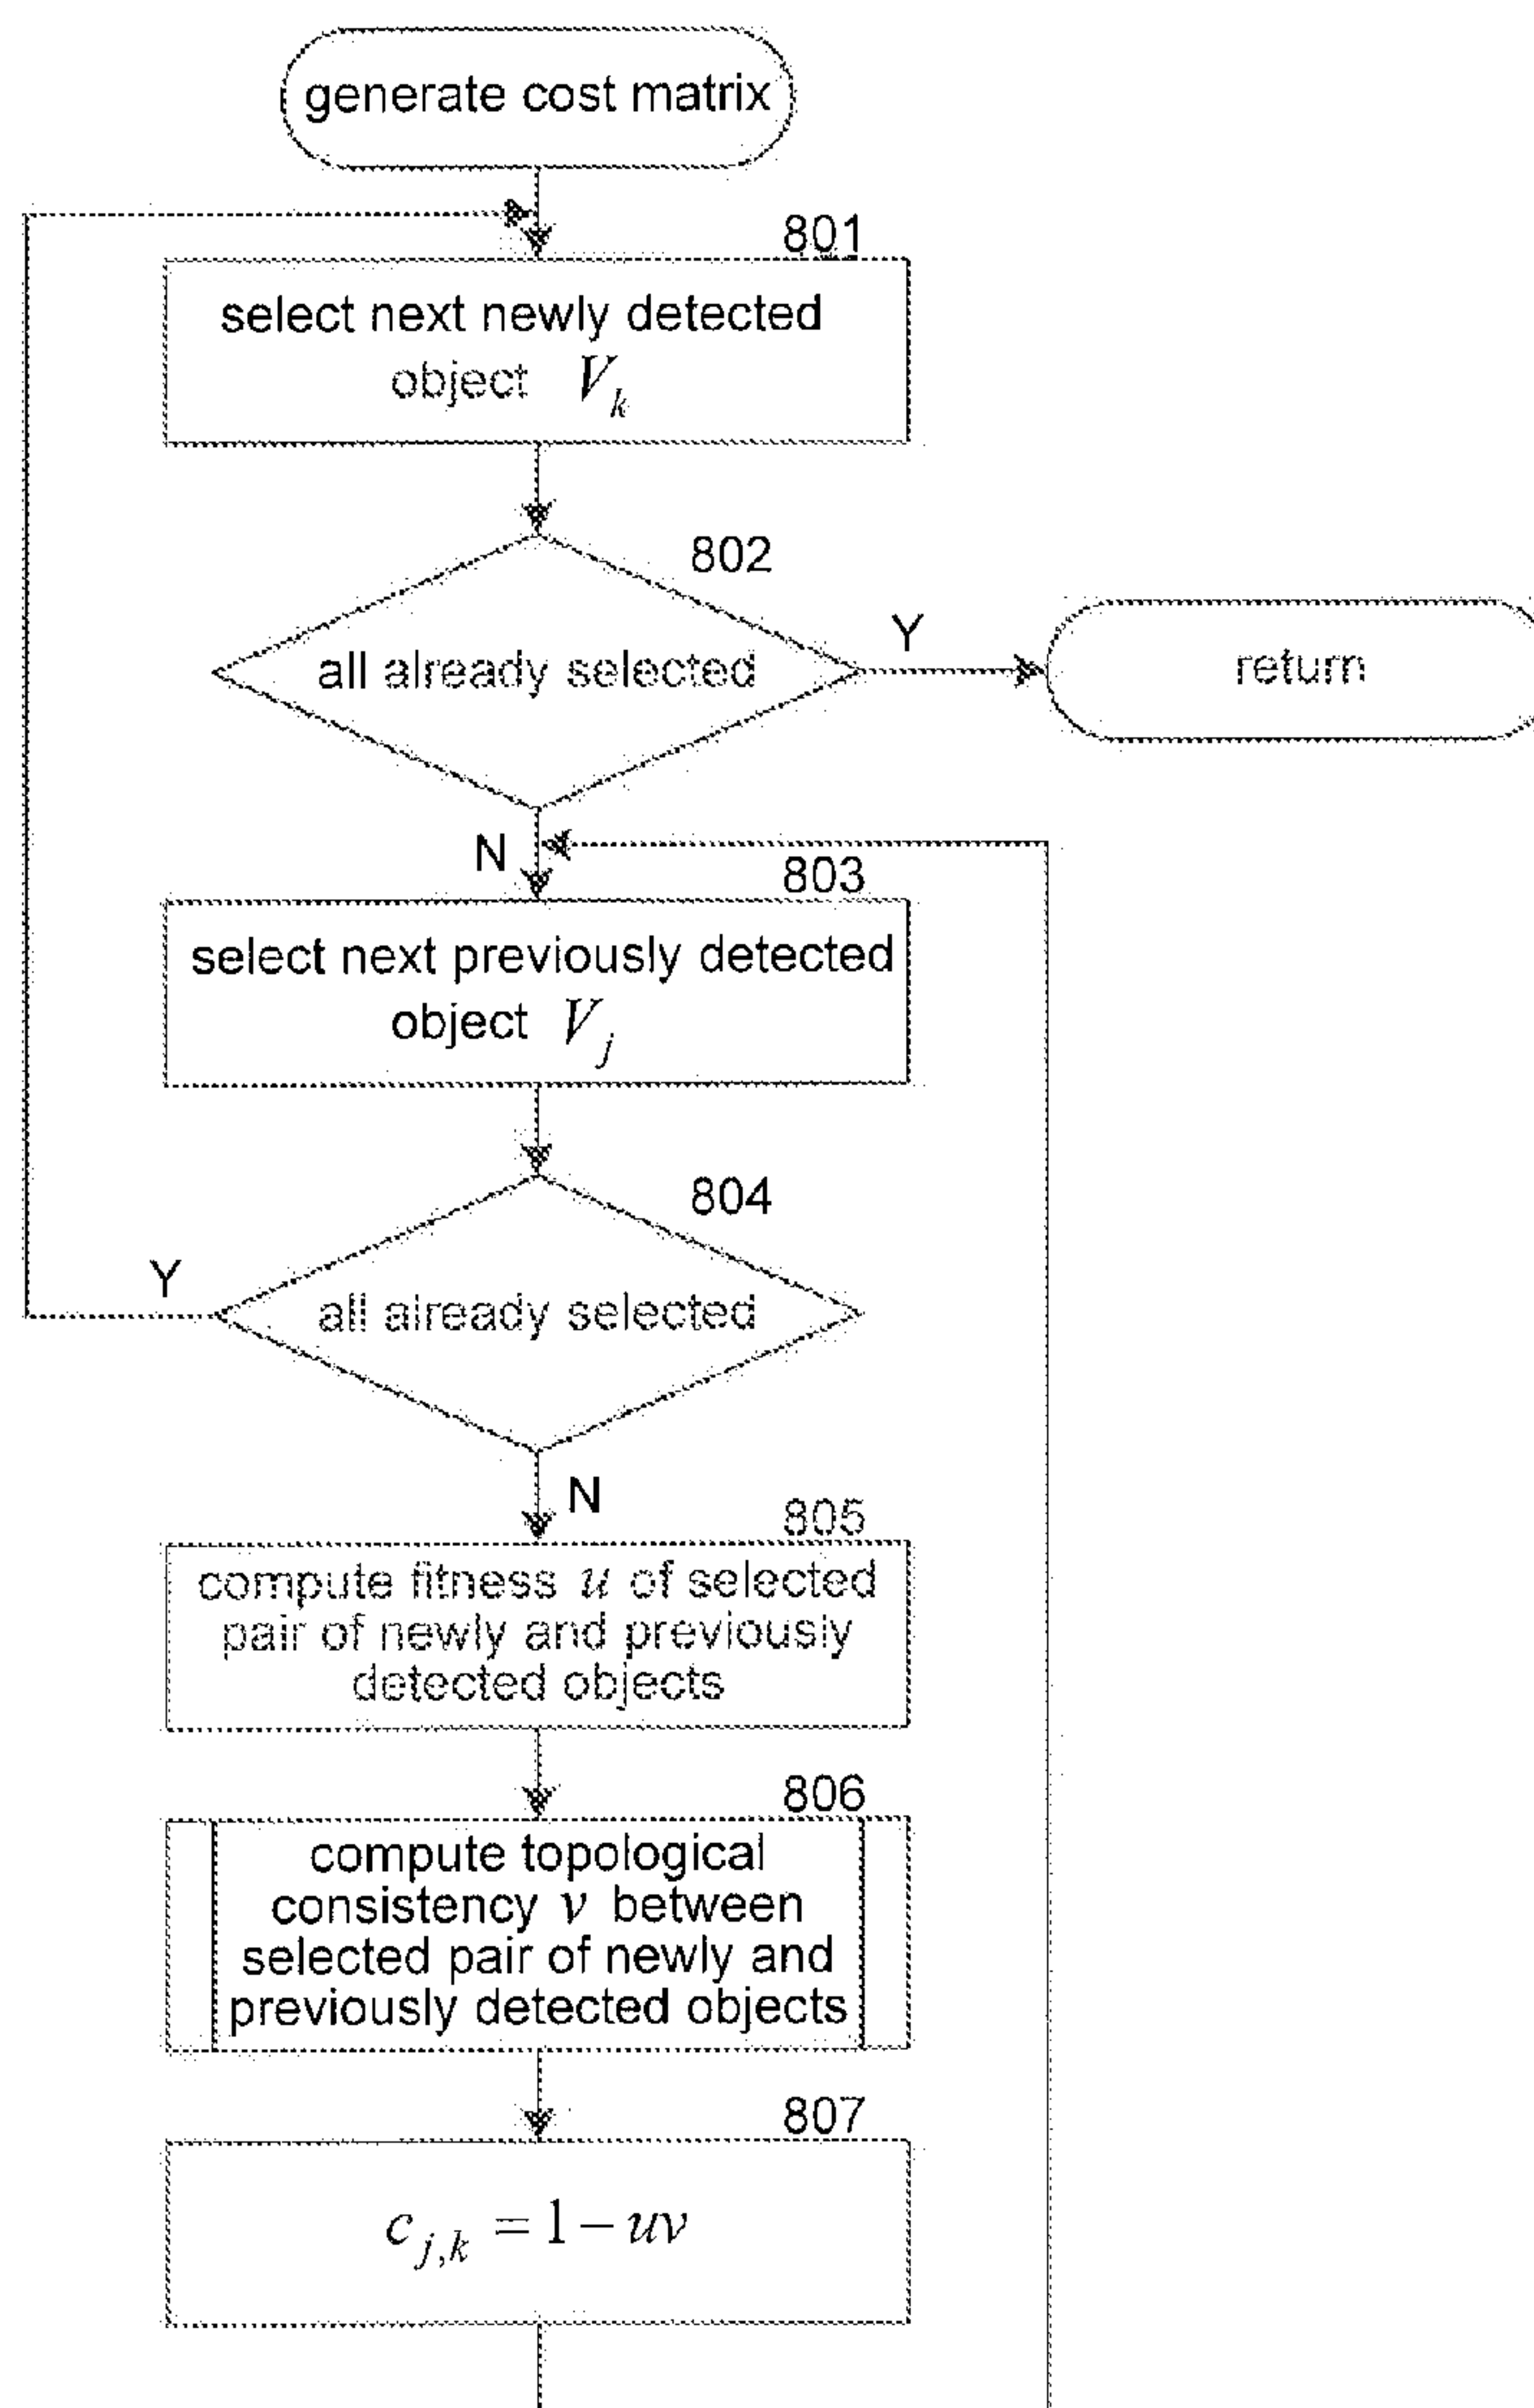 generate cost matrix
801
select next newly detected
object V_k
802
all already selected
Y
return
N
803
select next previously detected
object V_j
804
Y
all already selected
N
805
compute fitness u of selected
pair of newly and previously
detected objects
806
compute topological
consistency v between
selected pair of newly and
previously detected objects
807
c_{j,k} = 1 - uv